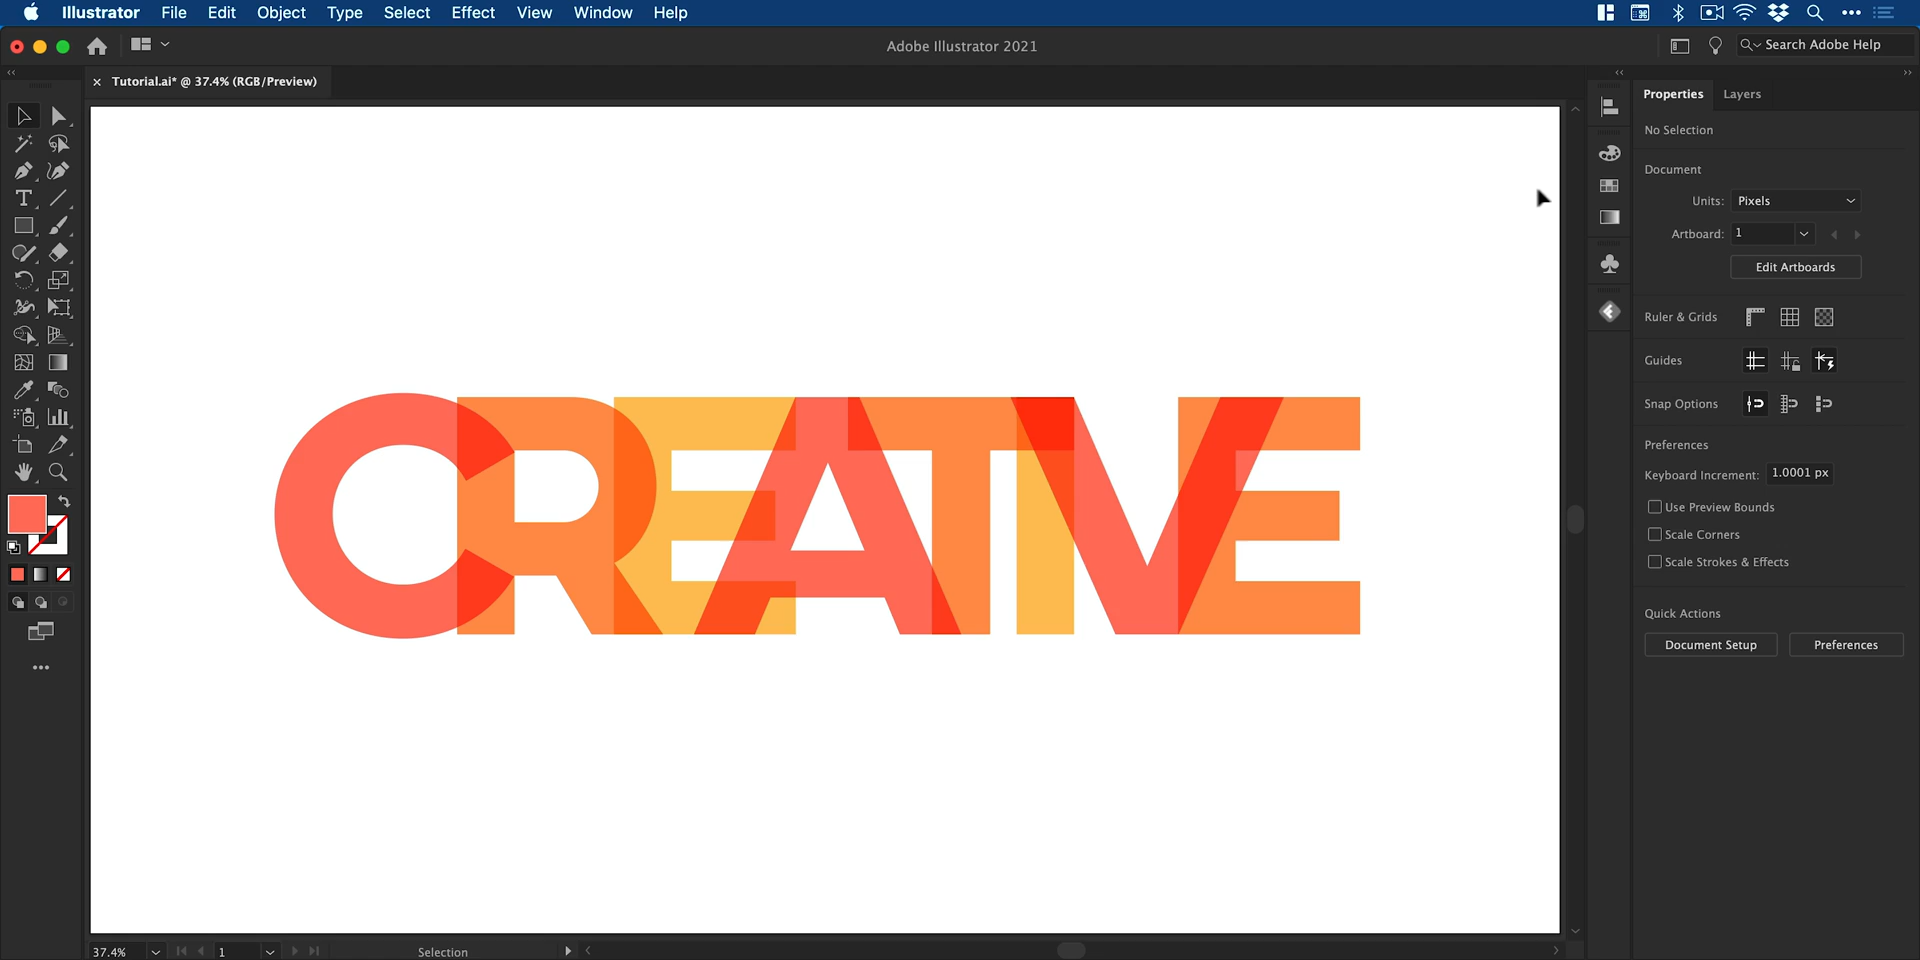 Illustrator File Edit Object Type Select Effect View Window Help
Adobe Illustrator 2021
Search Adobe Help
Tutorial.ai* @ 37.4% (RGB/Preview)
CREATIVE
Properties Layers
No Selection
Document
Units: Pixels
Artboard: 1
Edit Artboards
Ruler & Grids
Guides
Snap Options
Preferences
Keyboard Increment: 1.0001 px
Use Preview Bounds
Scale Corners
Scale Strokes & Effects
Quick Actions
Document Setup Preferences
37.4% 1 Selection